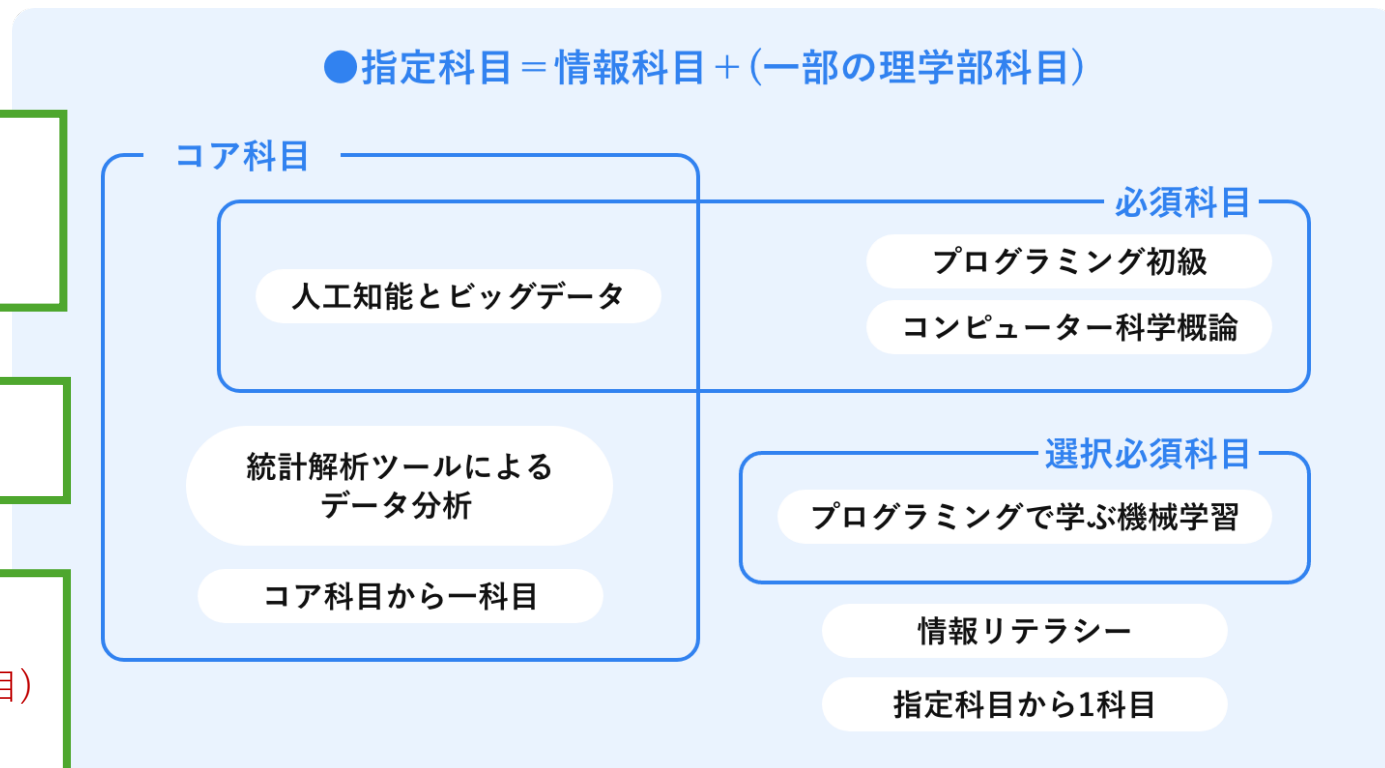 ●指定科目＝情報科目＋(一部の理学部科目)
コア科目
必須科目
人工知能とビッグデータ
プログラミング初級
コンピューター科学概論
統計解析ツールによる
データ分析
コア科目から一科目
選択必須科目
プログラミングで学ぶ機械学習
情報リテラシー
指定科目から1科目
目)